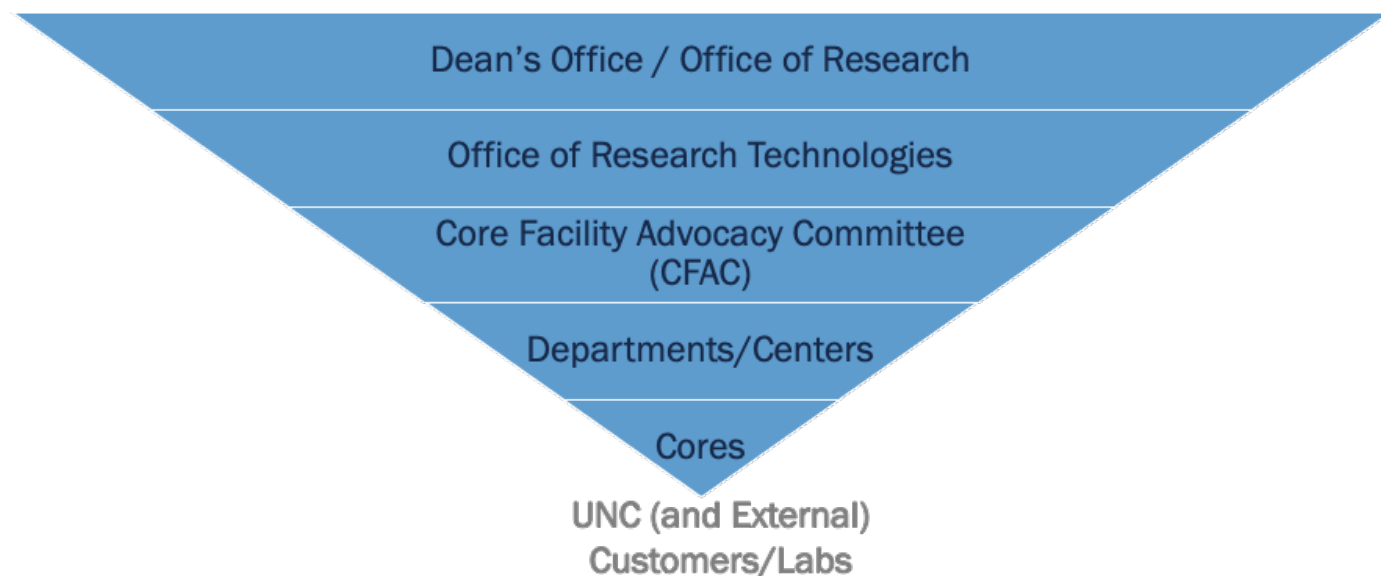 Dean’s Office / Office of Research
Office of Research Technologies
Core Facility Advocacy Committee
(CFAC)
Departments/Centers
Cores
UNC (and External)
Customers/Labs